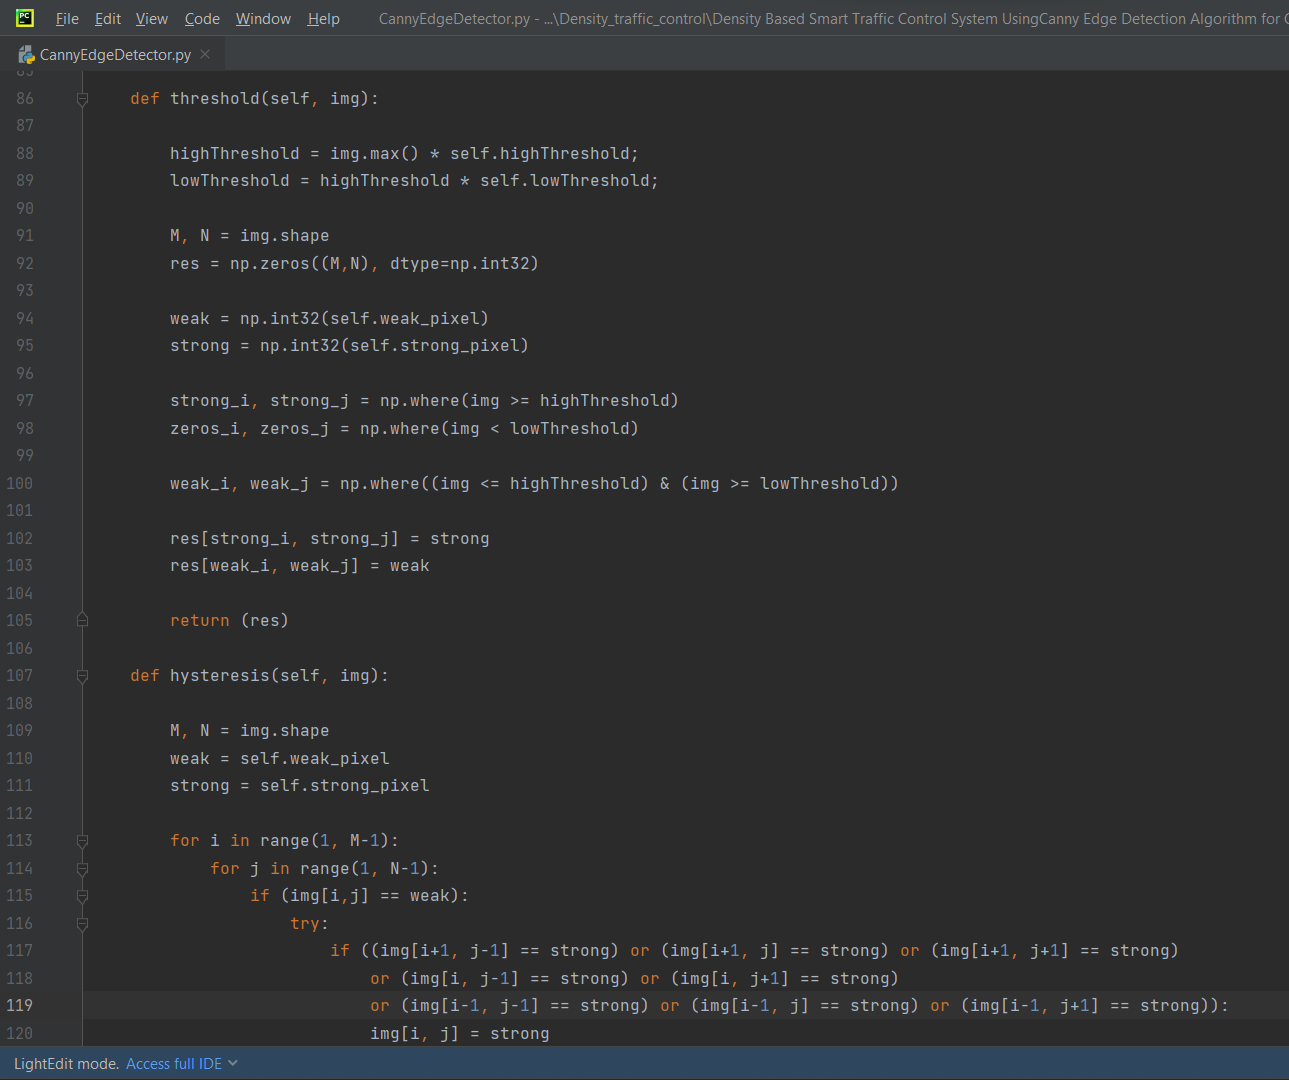 PC File Edit View Code Window Help CannyEdgeDetector.py - ...\Density_traffic_control\Density Based Smart Traffic Control System UsingCanny Edge Detection Algorithm for
CannyEdgeDetector.py
85
86 def threshold(self, img):
87
88 highThreshold = img.max() * self.highThreshold;
89 lowThreshold = highThreshold * self.lowThreshold;
90
91 M, N = img.shape
92 res = np.zeros((M,N), dtype=np.int32)
93
94 weak = np.int32(self.weak_pixel)
95 strong = np.int32(self.strong_pixel)
96
97 strong_i, strong_j = np.where(img >= highThreshold)
98 zeros_i, zeros_j = np.where(img < lowThreshold)
99
100 weak_i, weak_j = np.where((img <= highThreshold) & (img >= lowThreshold))
101
102 res[strong_i, strong_j] = strong
103 res[weak_i, weak_j] = weak
104
105 return (res)
106
107 def hysteresis(self, img):
108
109 M, N = img.shape
110 weak = self.weak_pixel
111 strong = self.strong_pixel
112
113 for i in range(1, M-1):
114 for j in range(1, N-1):
115 if (img[i,j] == weak):
116 try:
117 if ((img[i+1, j-1] == strong) or (img[i+1, j] == strong) or (img[i+1, j+1] == strong)
118 or (img[i, j-1] == strong) or (img[i, j+1] == strong)
119 or (img[i-1, j-1] == strong) or (img[i-1, j] == strong) or (img[i-1, j+1] == strong)):
120 img[i, j] = strong
LightEdit mode. Access full IDE